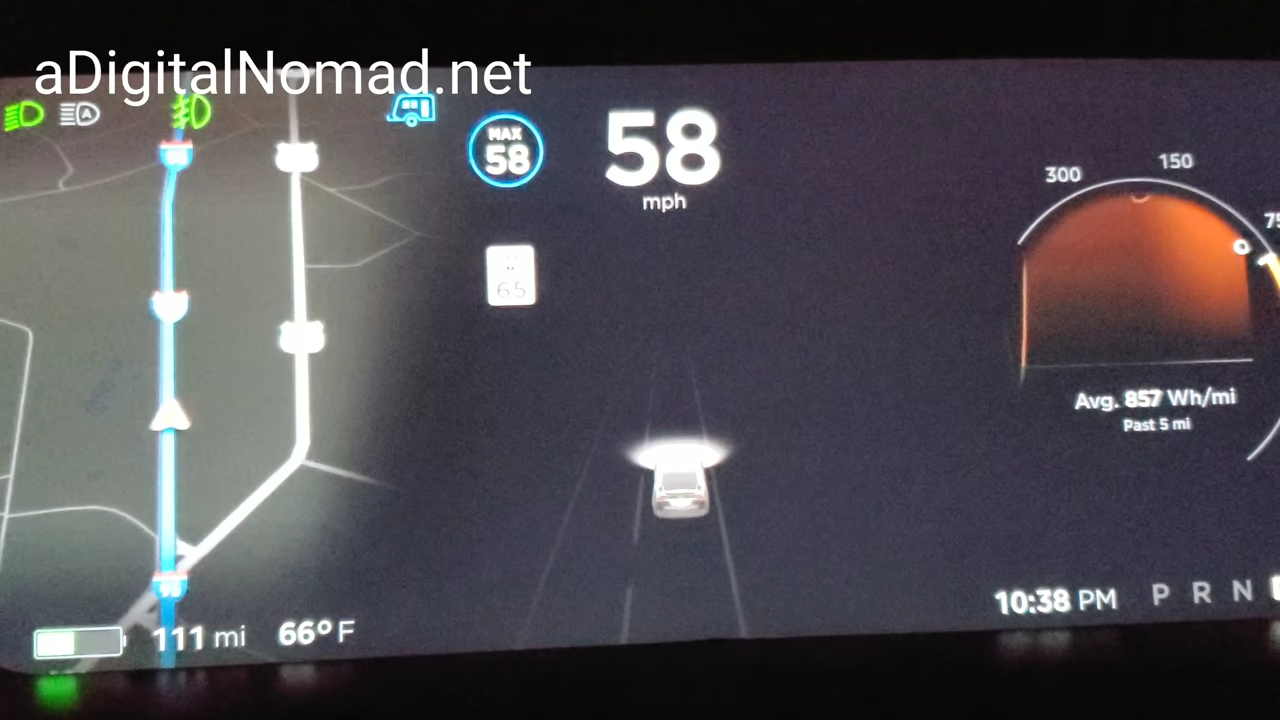 aDigitalNomad.net
A
MAX
58
58
mph
65
95
300
150
Avg. 857 Wh/mi
Past 5 mi
10:38 PM
P R N
111 mi
66° F